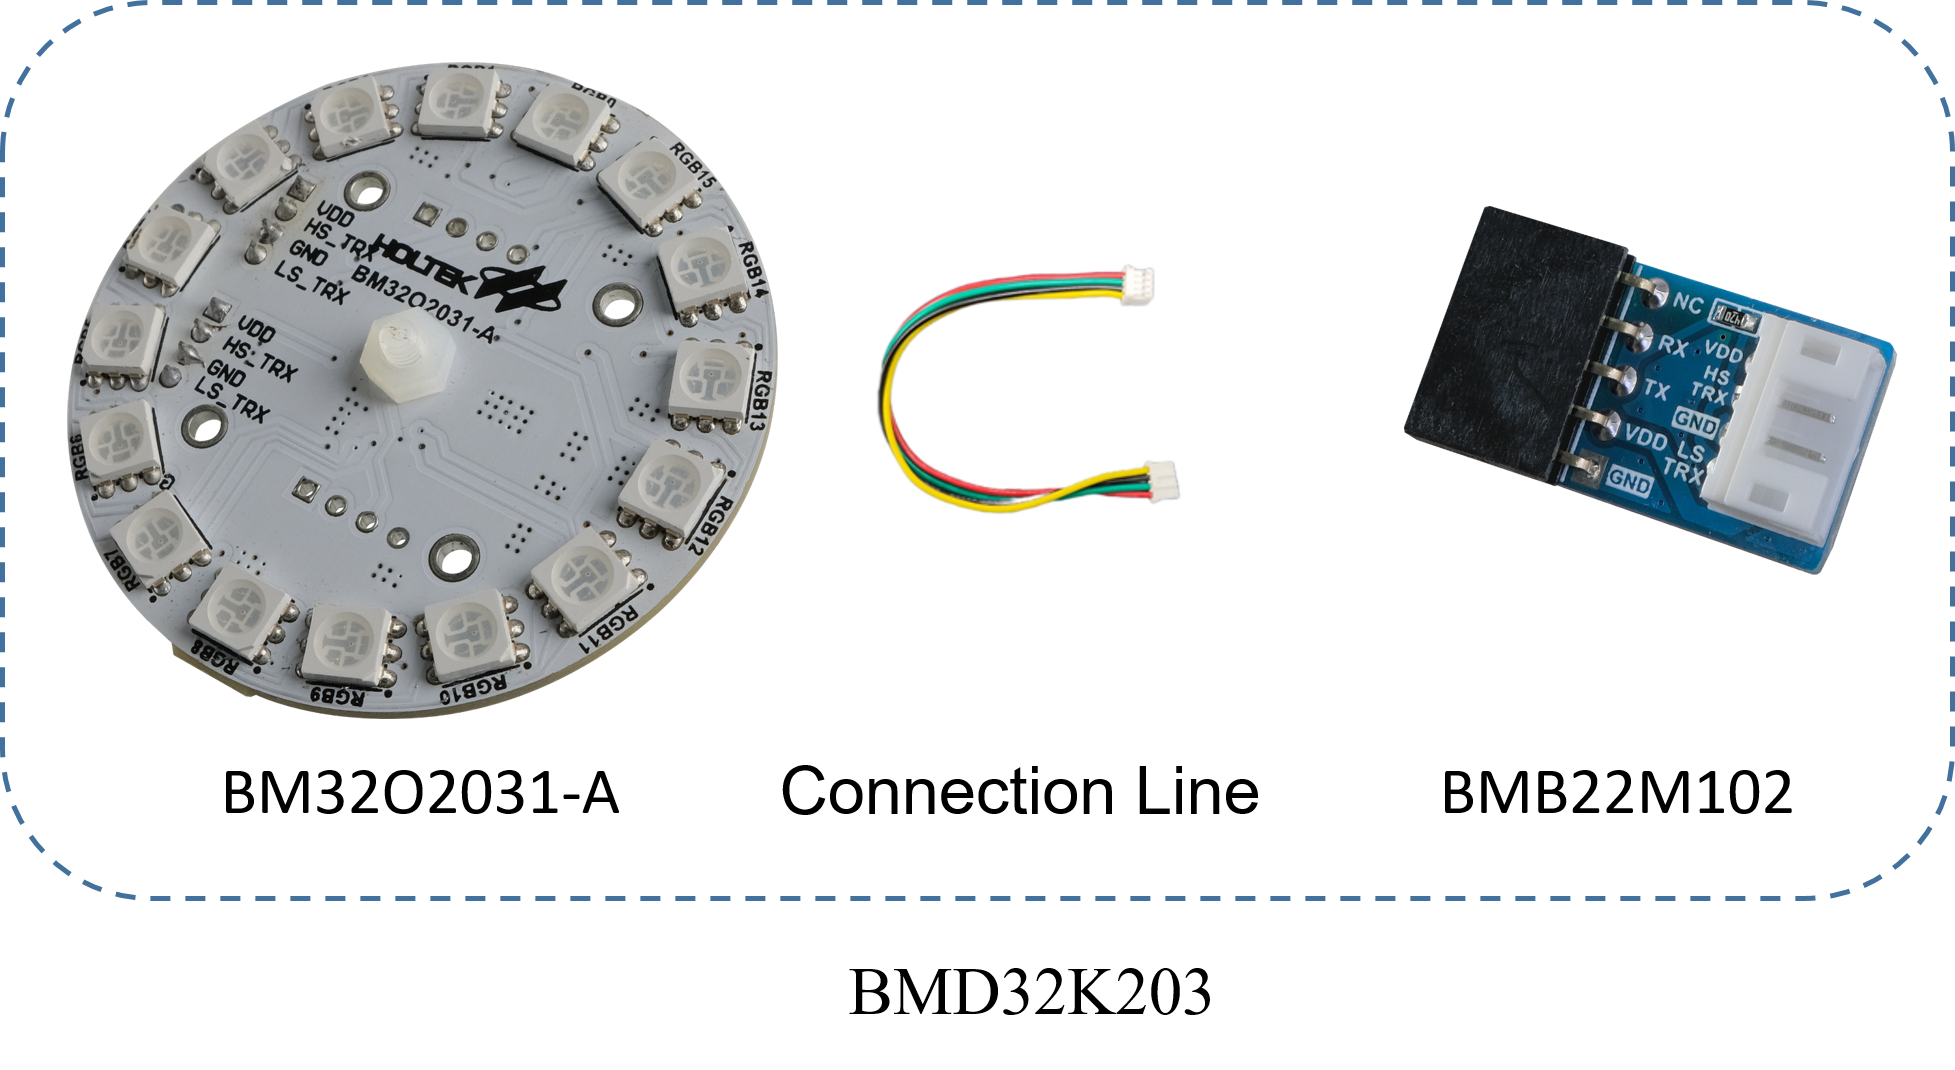 RGB15
RGB14
RGB13
RGB12
RGB11
RGB10
RGB9
RGB8
RGB7
RGB6
VDD
HS_TRX
GND
LS_TRX
HOLTEK
BM32O2031-A
VDD
HS_TRX
GND
LS_TRX
NC
RX
TX
VDD
GND
VDD
HS
TRX
GND
LS
TRX
BM32O2031-A
Connection Line
BMB22M102
BMD32K203